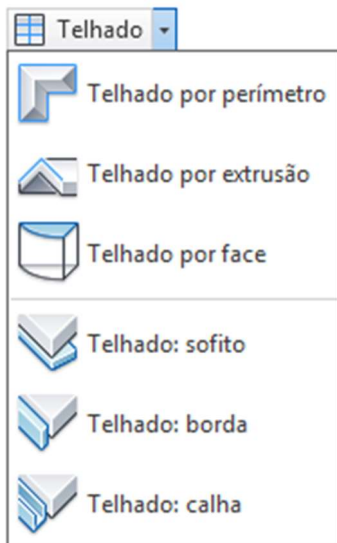 Telhado
Telhado por perímetro
Telhado por extrusão
Telhado por face
Telhado: sofito
Telhado: borda
Telhado: calha